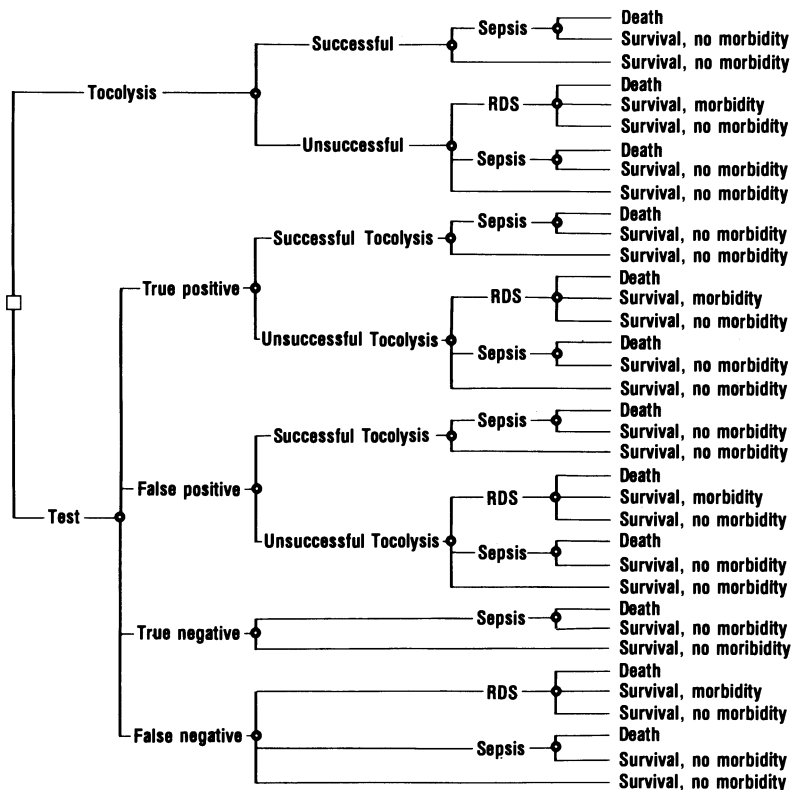 Death
Sepsis
Successful
Survival, no morbidity
Survival, no morbidity
Death
Tocolysis
RDS
Survival, morbidity
Survival, no morbidity
Unsuccessful
Death
Sepsis
Survival, no morbidity
Survival, no morbidity
Death
Sepsis
Successful Tocolysis
Survival, no morbidity
Survival, no morbidity
Death
True positive
RDS
Survival, morbidity
Survival, no morbidity
Unsuccessful Tocolysis
Death
Sepsis
Survival, no morbidity
Survival, no morbidity
Death
Sepsis
Successful Tocolysis
Survival, no morbidity
Survival, no morbidity
Death
False positive
RDS
Survival, morbidity
Test
Survival, no morbidity
Unsuccessful Tocolysis
Death
Sepsis
Survival, no morbidity
Survival, no morbidity
Death
Sepsis
True negative
Survival, no morbidity
Survival, no moribidity
Death
RDS
Survival, morbidity
Survival, no morbidity
False negative
Death
Sepsis
Survival, no morbidity
Survival, no morbidity